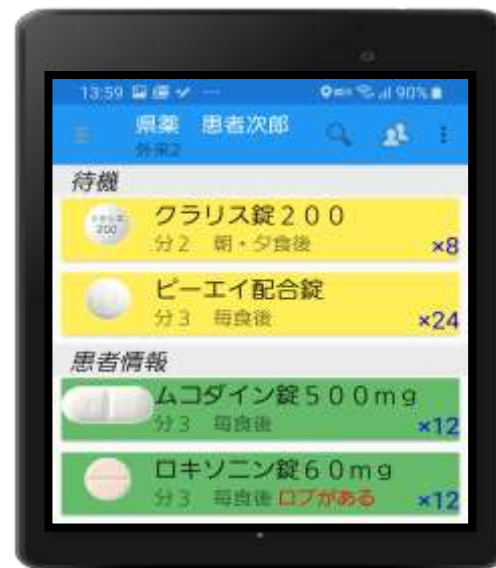 13:59
90%
県薬 患者次郎
外来2
待機
クラリス錠２００
分2 朝・夕食後
×8
ピーエイ配合錠
分3 毎食後
×24
患者情報
ムコダイン錠５００ｍｇ
分3 毎食後
×12
ロキソニン錠６０ｍｇ
分3 毎食後 ロブがある
×12